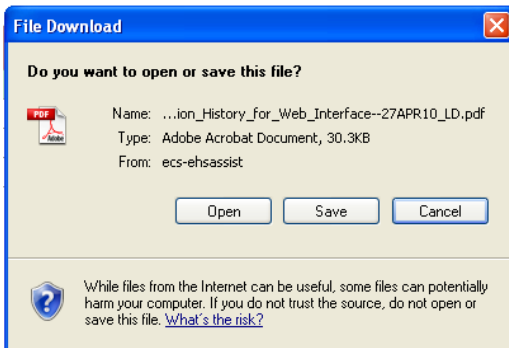 File Download
Do you want to open or save this file?
PDF
Adobe
Name: ...ion_History_for_Web_Interface--27APR10_LD.pdf
Type: Adobe Acrobat Document, 30.3KB
From: ecs-ehsassist
Open Save Cancel
While files from the Internet can be useful, some files can potentially
harm your computer. If you do not trust the source, do not open or
save this file. What's the risk?